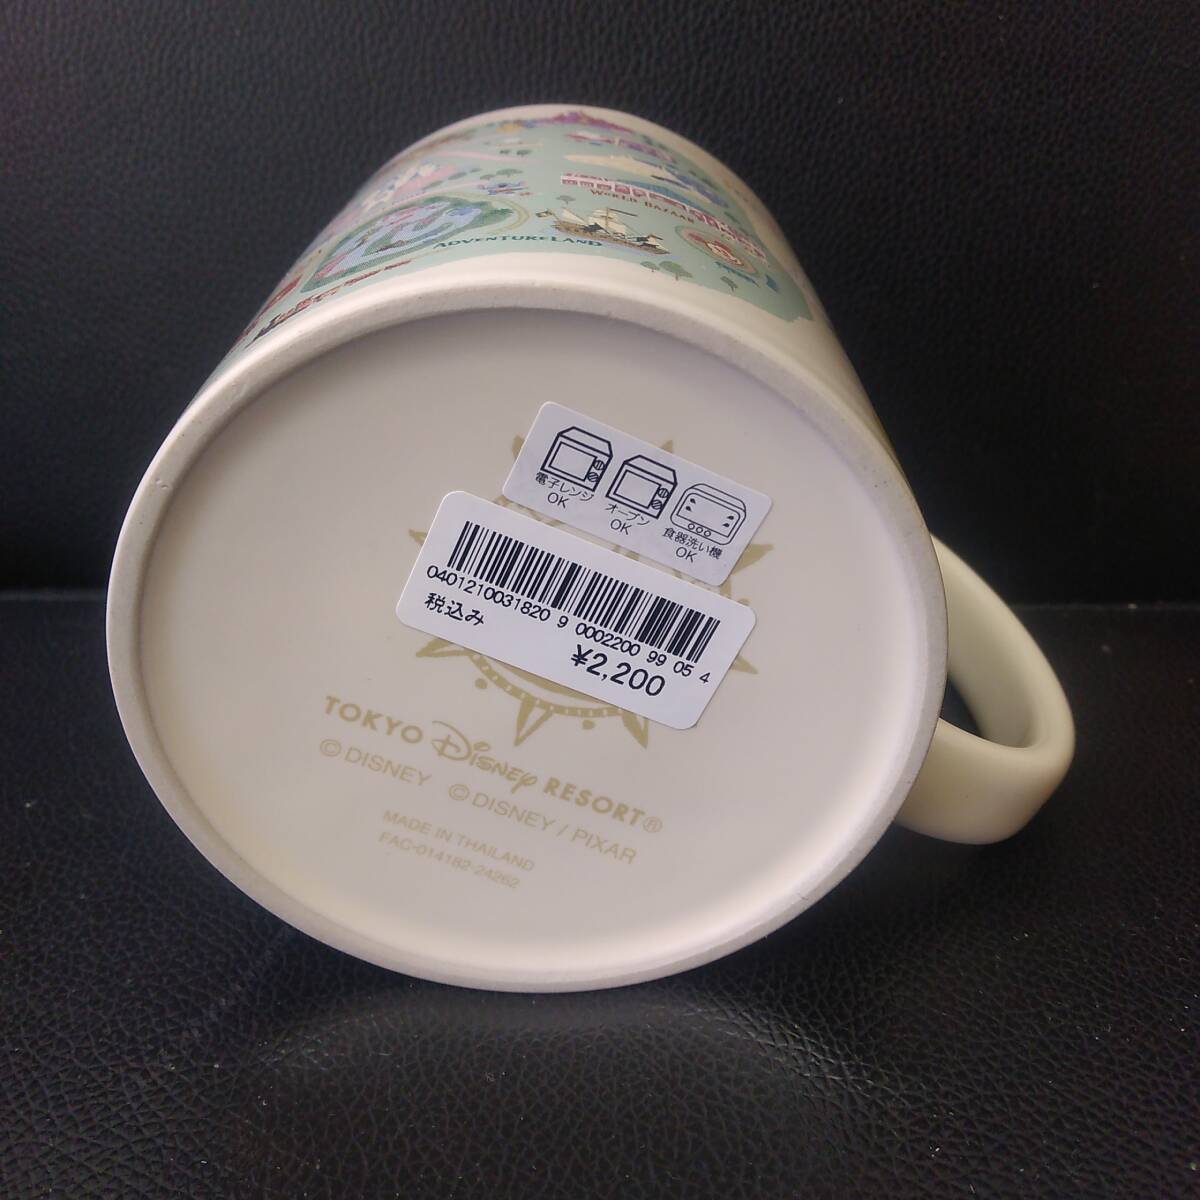 WORLD BAZAAR
ADVENTURELAND
電子レンジ
OK
オーブン
OK
食器洗い機
OK
0401210031820 9 0002200 99 05 4
税込み
¥2,200
TOKYO Disney RESORT®
© DISNEY © DISNEY / PIXAR
MADE IN THAILAND
FAC-014182-24262